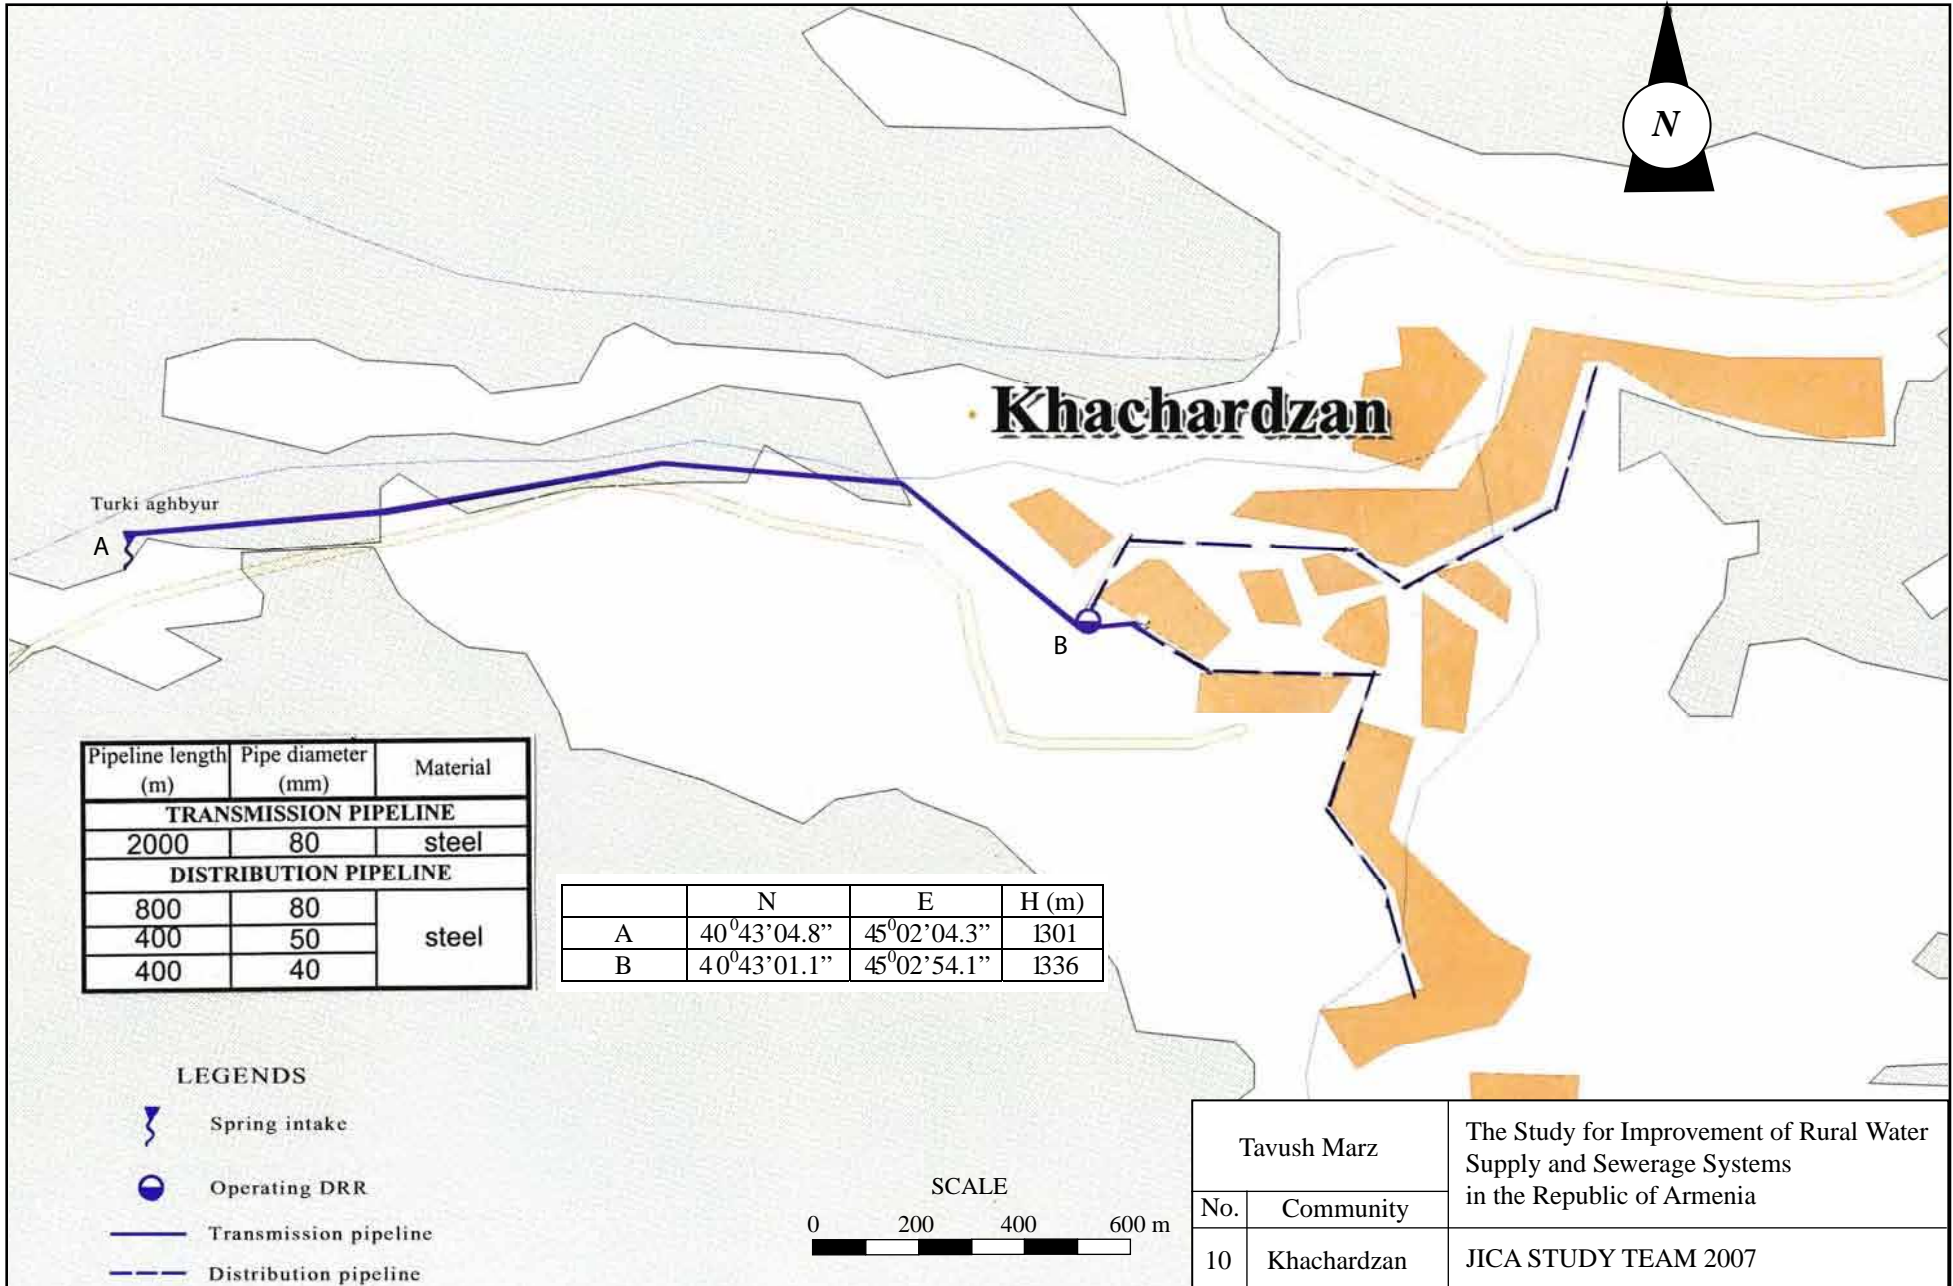 N
Khachardzan
Turki aghbyur
A
B
Pipeline length (m) Pipe diameter (mm) Material
TRANSMISSION PIPELINE
2000 80 steel
DISTRIBUTION PIPELINE
800 80 steel
400 50
400 40
N E H (m)
A 40⁰43’04.8” 45⁰02’04.3” 1301
B 40⁰43’01.1” 45⁰02’54.1” 1336
LEGENDS
Spring intake
Operating DRR
Transmission pipeline
Distribution pipeline
SCALE
0 200 400 600 m
Tavush Marz
The Study for Improvement of Rural Water
Supply and Sewerage Systems
in the Republic of Armenia
No. Community
10 Khachardzan
JICA STUDY TEAM 2007